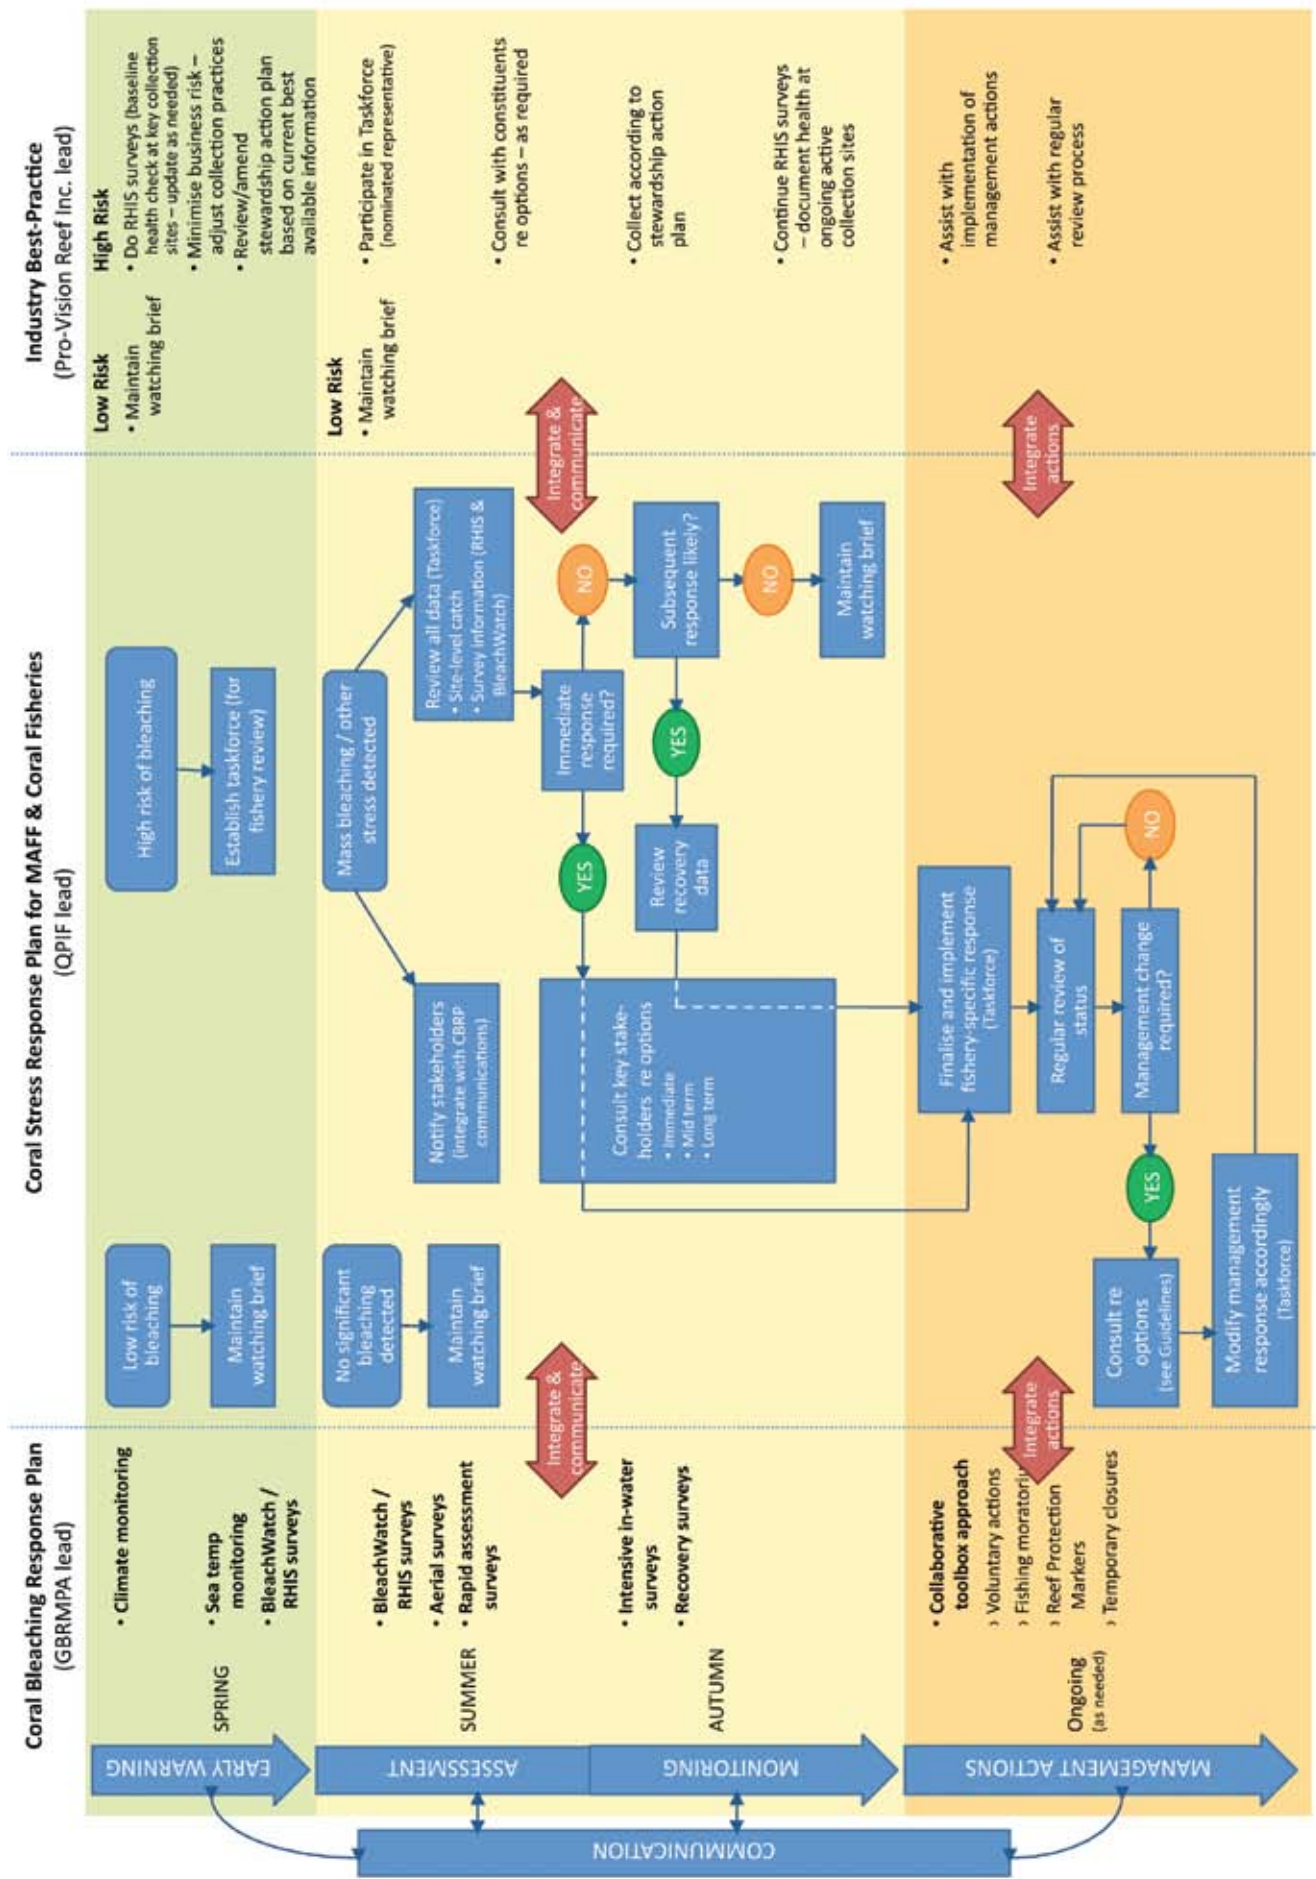 Coral Bleaching Response Plan
(GBRMPA lead)
Coral Stress Response Plan for MAFF & Coral Fisheries
(QPIF lead)
Industry Best-Practice
(Pro-Vision Reef Inc. lead)
COMMUNICATION
EARLY WARNING
SPRING
• Climate monitoring
• Sea temp
monitoring
• BleachWatch /
RHIS surveys
Low risk of
bleaching
Maintain
watching brief
High risk of bleaching
Establish taskforce (for
fishery review)
Low Risk
• Maintain
watching brief
High Risk
• Do RHIS surveys (baseline
health check at key collection
sites – update as needed)
• Minimise business risk –
adjust collection practices
• Review/amend
stewardship action plan
based on current best
available information
ASSESSMENT
SUMMER
• BleachWatch /
RHIS surveys
• Aerial surveys
• Rapid assessment
surveys
Integrate &
communicate
No significant
bleaching
detected
Maintain
watching brief
Mass bleaching / other
stress detected
Notify stakeholders
(integrate with CBRP
communications)
Review all data (Taskforce)
• Site-level catch
• Survey information (RHIS &
BleachWatch)
Immediate
response
required?
YES
NO
Integrate &
communicate
Low Risk
• Maintain
watching brief
• Participate in Taskforce
(nominated representative)
• Consult with constituents
re options – as required
MONITORING
AUTUMN
• Intensive in-water
surveys
• Recovery surveys
Consult key stake-
holders re options
• Immediate
• Mid term
• Long term
Review
recovery
data
YES
Subsequent
response likely?
NO
Maintain
watching brief
• Collect according to
stewardship action
plan
• Continue RHIS surveys
– document health at
ongoing active
collection sites
MANAGEMENT ACTIONS
Ongoing
(as needed)
• Collaborative
toolbox approach
› Voluntary actions
› Fishing moratoriu
› Reef Protection
Markers
› Temporary closures
Integrate
actions
Finalise and implement
fishery-specific response
(Taskforce)
Regular review of
status
Management change
required?
YES
NO
Consult re
options
(see Guidelines)
Modify management
response accordingly
(Taskforce)
Integrate
actions
• Assist with
implementation of
management actions
• Assist with regular
review process